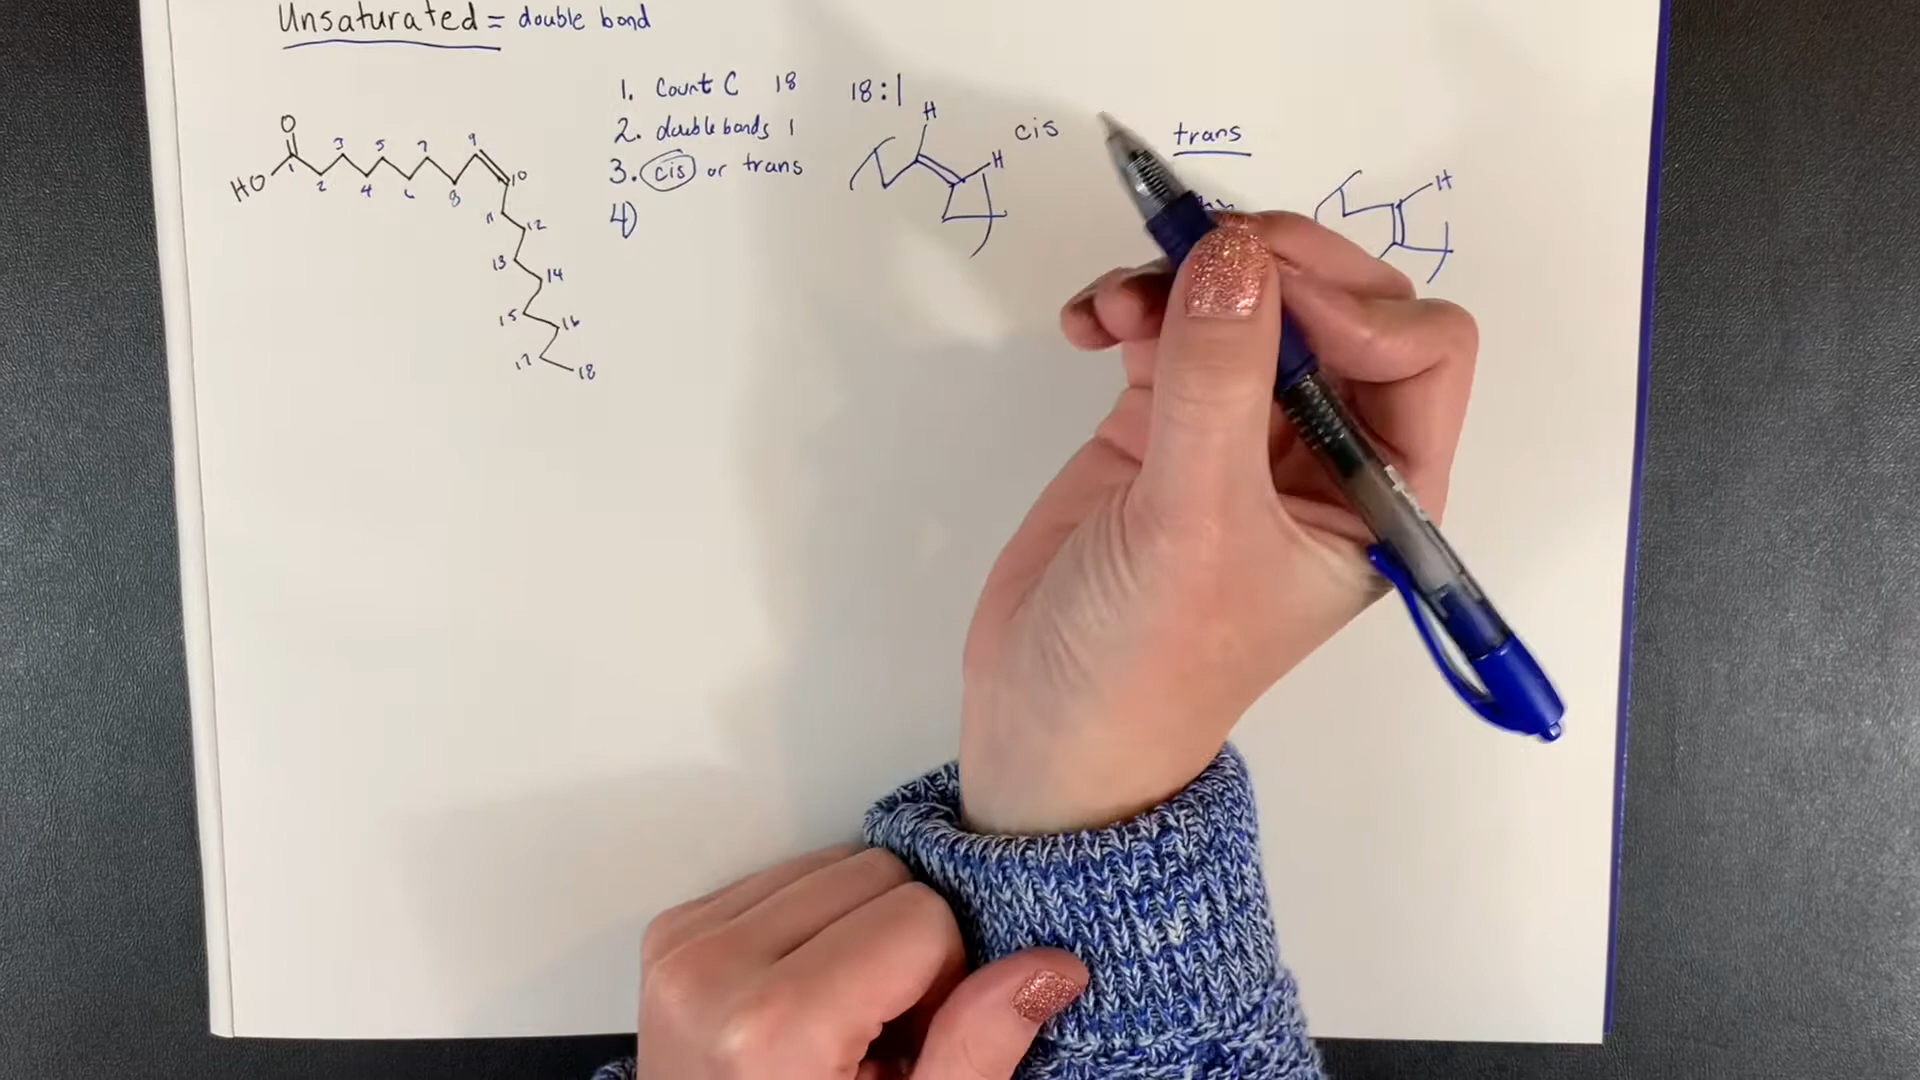 Unsaturated = double bond
1. Count C 18
2. double bonds 1
3. cis or trans
4)
18:1
H
H
cis
trans
H
O
HO
1
2
3
4
5
6
7
8
9
10
11
12
13
14
15
16
17
18